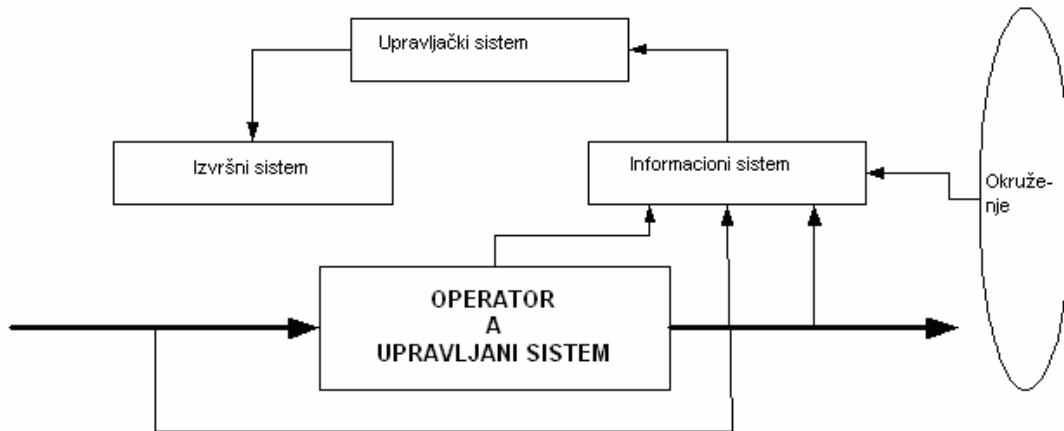 Upravljački sistem
Izvršni sistem
Informacioni sistem
Okruže-
nje
OPERATOR
A
UPRAVLJANI SISTEM